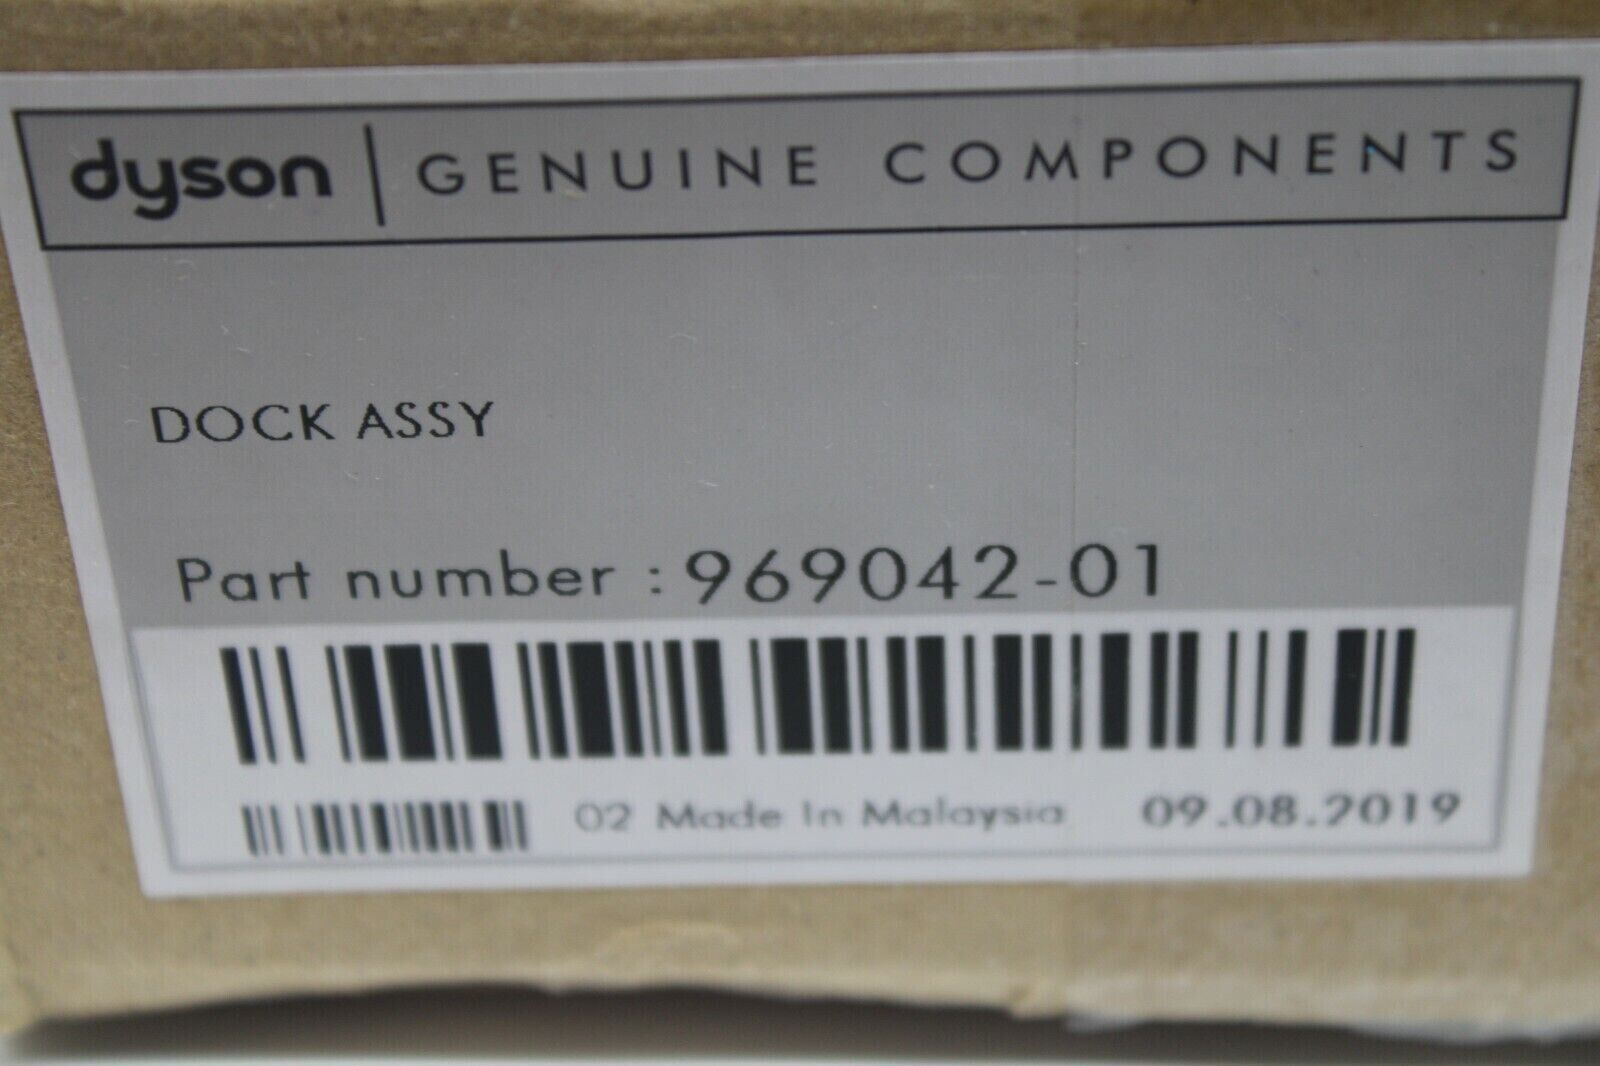 dyson | GENUINE COMPONENTS
DOCK ASSY
Part number : 969042-01
02 Made In Malaysia 09.08.2019